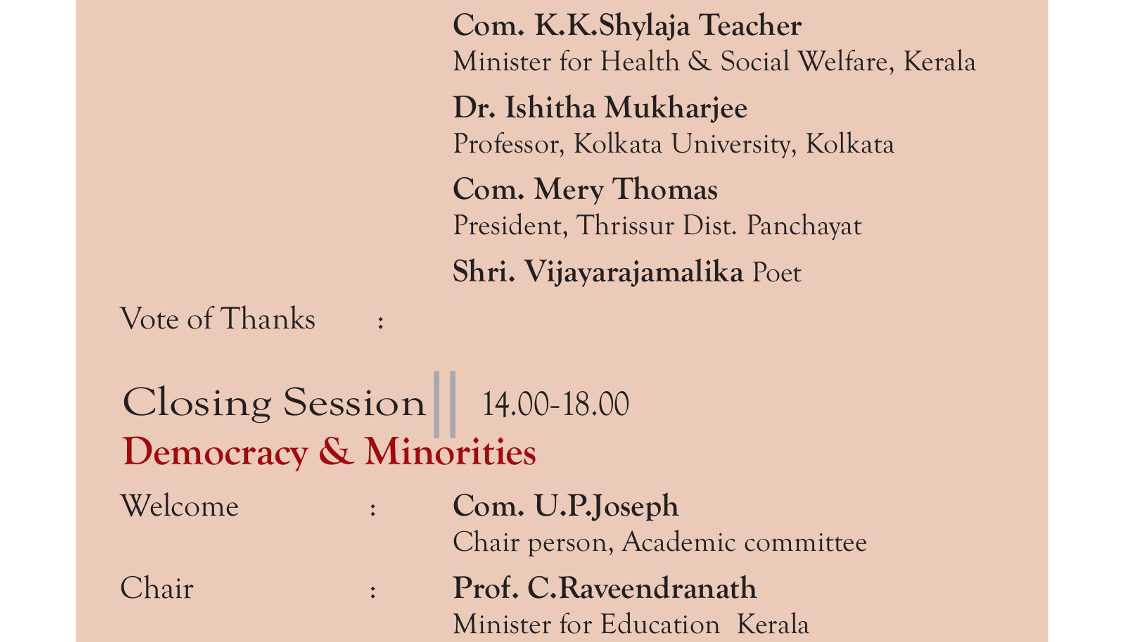 Com. K.K.Shylaja Teacher
Minister for Health & Social Welfare, Kerala
Dr. Ishitha Mukharjee
Professor, Kolkata University, Kolkata
Com. Mery Thomas
President, Thrissur Dist. Panchayat
Shri. Vijayarajamalika Poet
Vote of Thanks :
Closing Session 14.00-18.00
Democracy & Minorities
Welcome : Com. U.P.Joseph
Chair person, Academic committee
Chair : Prof. C.Raveendranath
Minister for Education Kerala